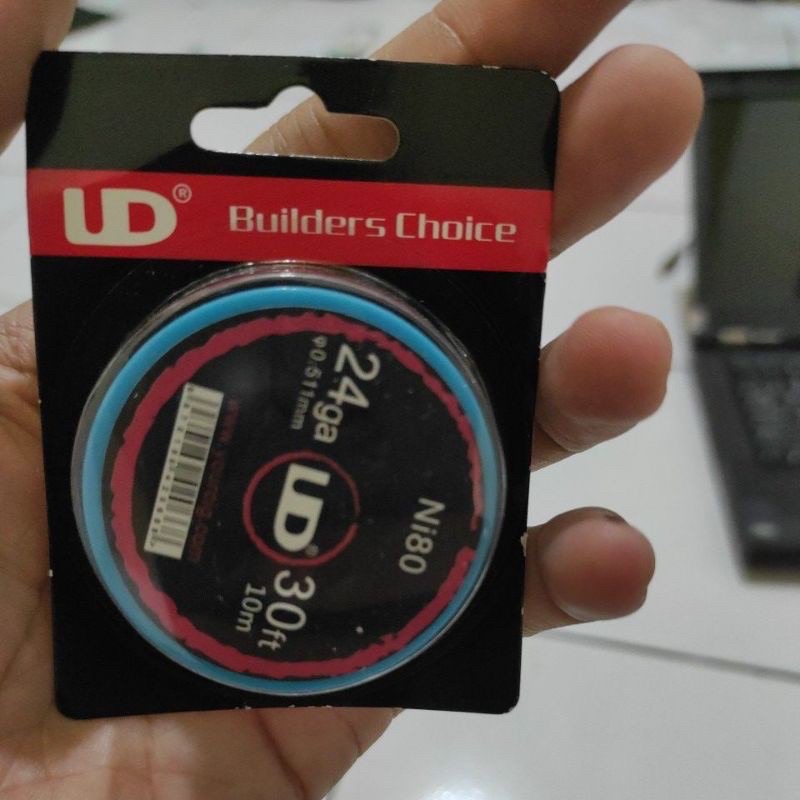 UD®
Builders Choice
24ga
φ0.511mm
Ni80
UD®
30ft
10m